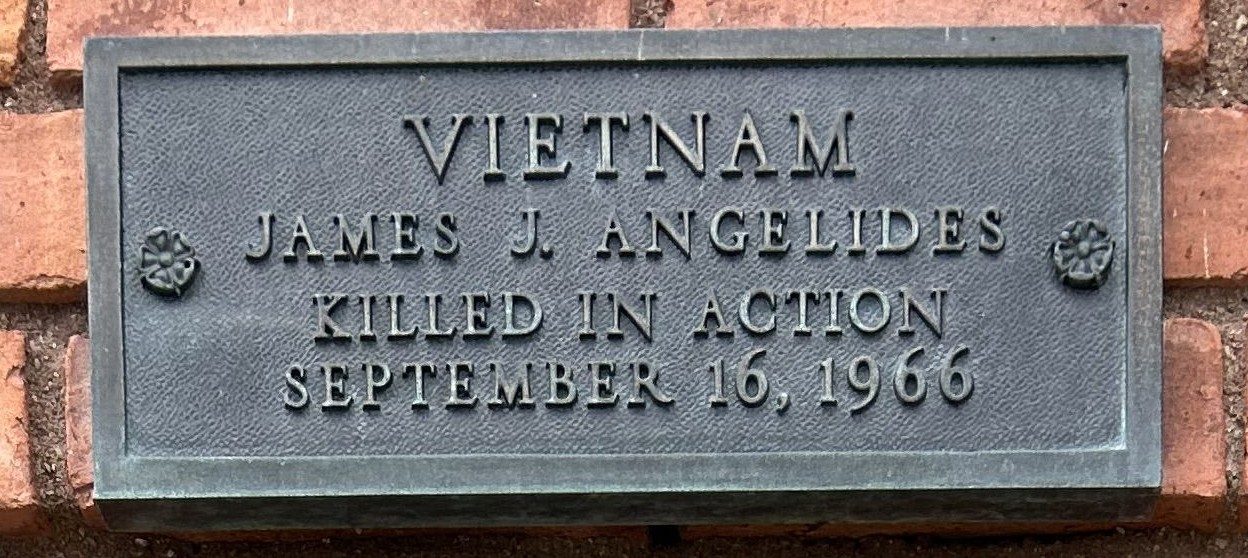 VIETNAM
JAMES J. ANGELIDES
KILLED IN ACTION
SEPTEMBER 16, 1966